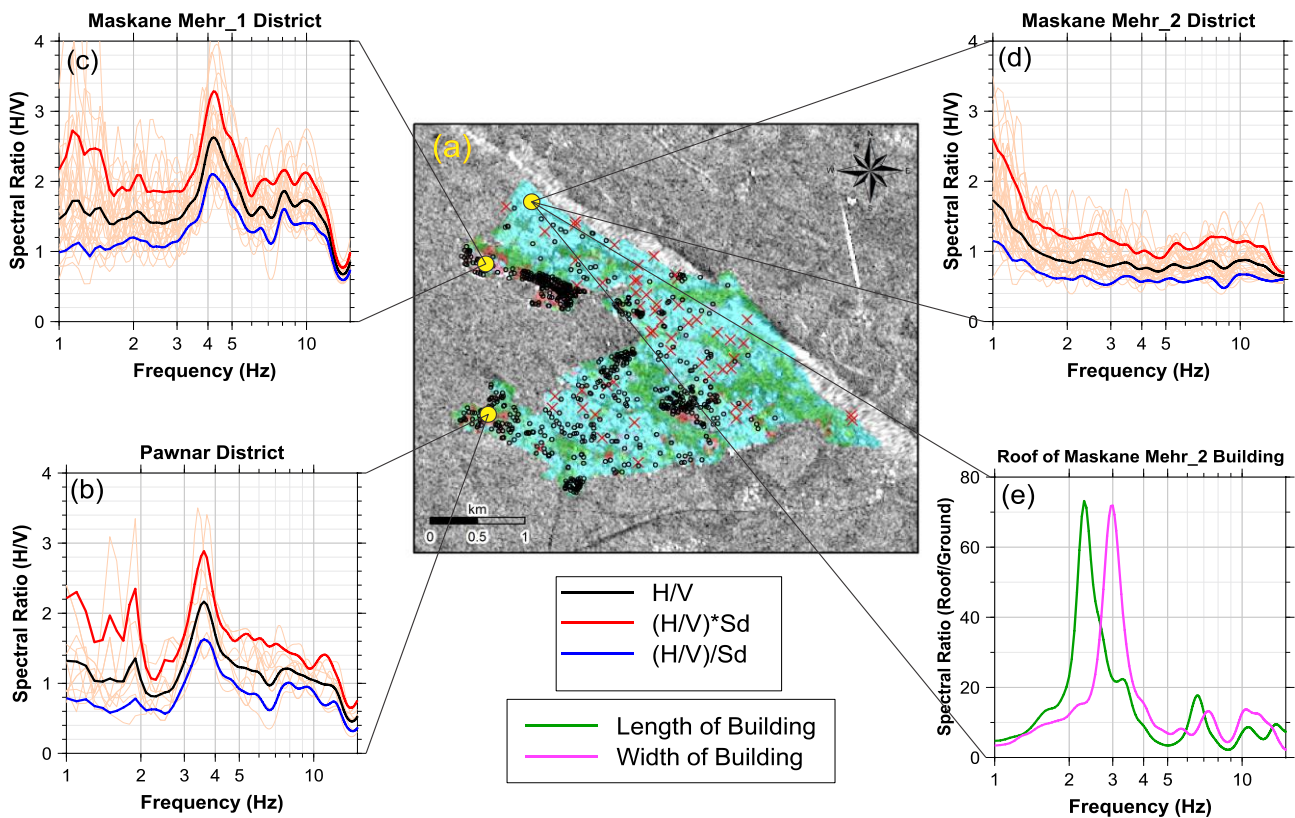 Maskane Mehr_1 District
(c)
Spectral Ratio (H/V)
4
3
2
1
0
1 2 3 4 5 10
Frequency (Hz)
Maskane Mehr_2 District
(d)
Spectral Ratio (H/V)
4
3
2
1
0
1 2 3 4 5 10
Frequency (Hz)
(a)
N
W E
km
0 0.5 1
Pawnar District
(b)
Spectral Ratio (H/V)
4
3
2
1
0
1 2 3 4 5 10
Frequency (Hz)
Roof of Maskane Mehr_2 Building
(e)
Spectral Ratio (Roof/Ground)
80
60
40
20
0
1 2 3 4 5 10
Frequency (Hz)
H/V
(H/V)*Sd
(H/V)/Sd
Length of Building
Width of Building